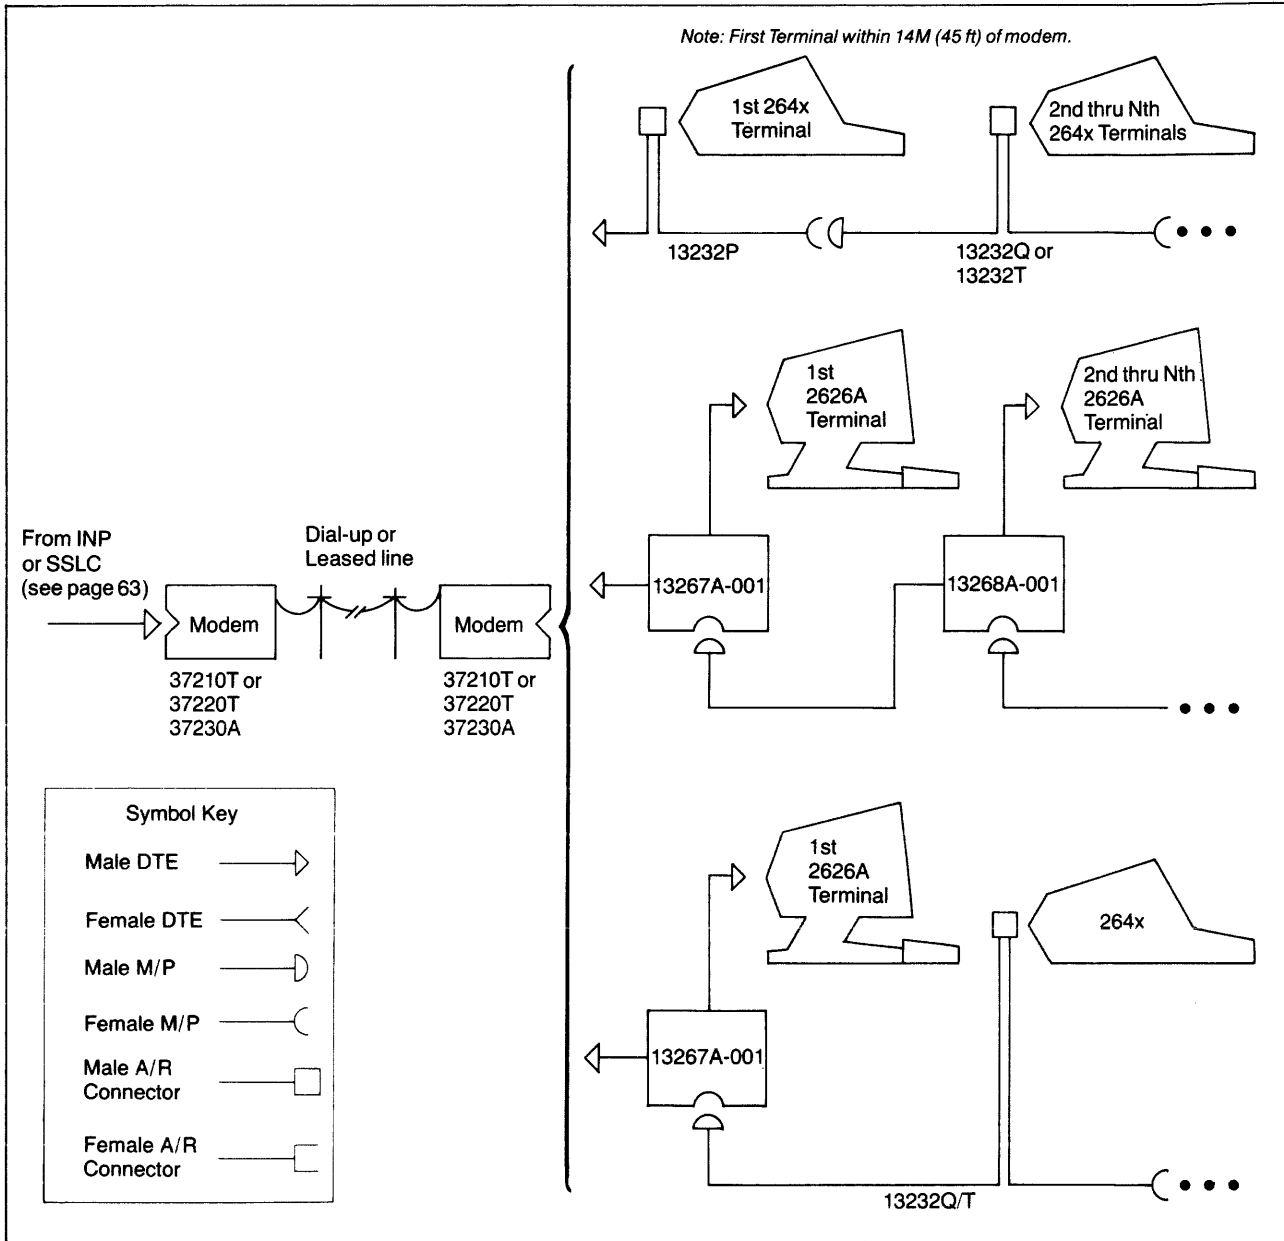 Note: First Terminal within 14M (45 ft) of modem.
1st 264x
Terminal
2nd thru Nth
264x Terminals
13232P
13232Q or
13232T
1st
2626A
Terminal
2nd thru Nth
2626A
Terminal
13267A-001
13268A-001
From INP
or SSLC
(see page 63)
Dial-up or
Leased line
Modem
Modem
37210T or
37220T
37230A
37210T or
37220T
37230A
Symbol Key
Male DTE
Female DTE
Male M/P
Female M/P
Male A/R
Connector
Female A/R
Connector
1st
2626A
Terminal
264x
13267A-001
13232Q/T